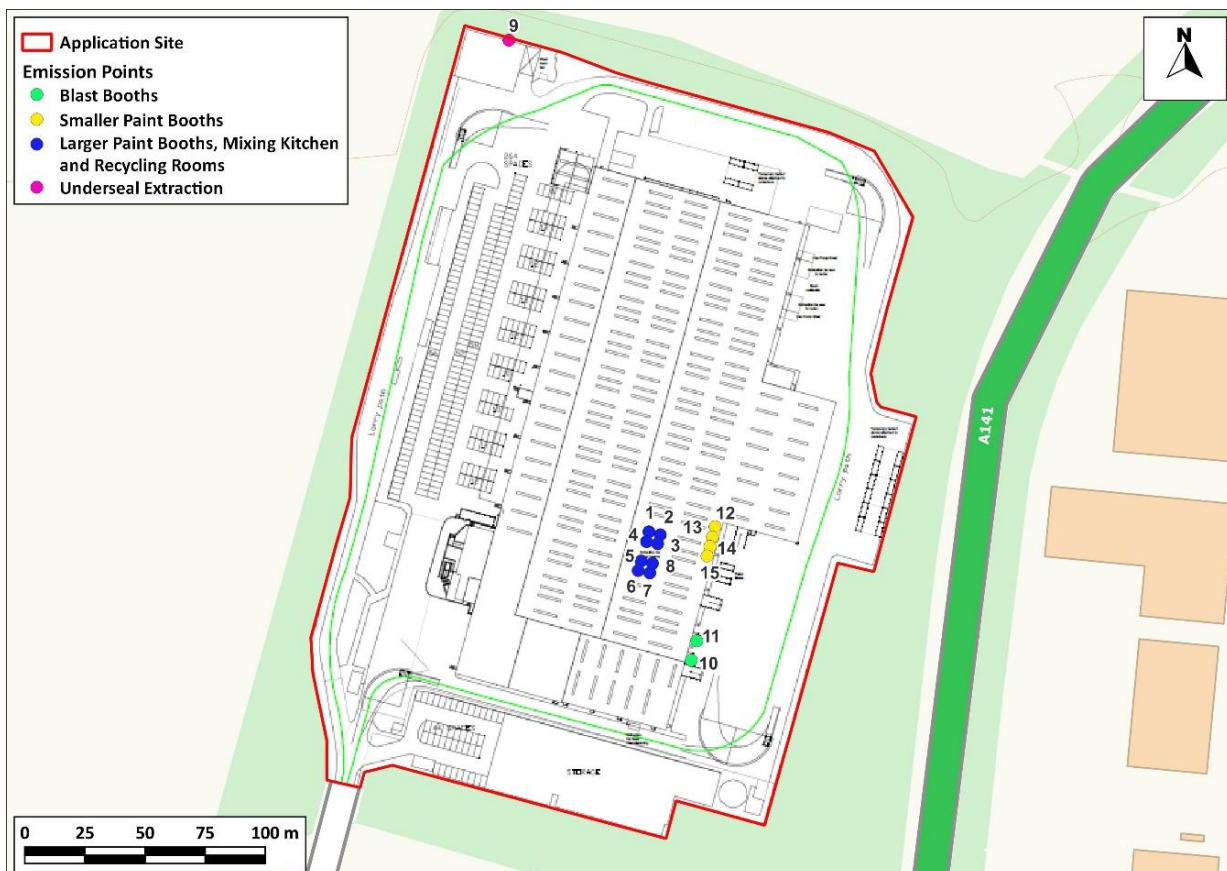 Application Site
Emission Points
Blast Booths
Smaller Paint Booths
Larger Paint Booths, Mixing Kitchen
and Recycling Rooms
Underseal Extraction
9
N
Lorry path
A141
Lorry path
1
2
12
13
4
3
14
5
8
15
6
7
11
10
STORAGE
0 25 50 75 100 m